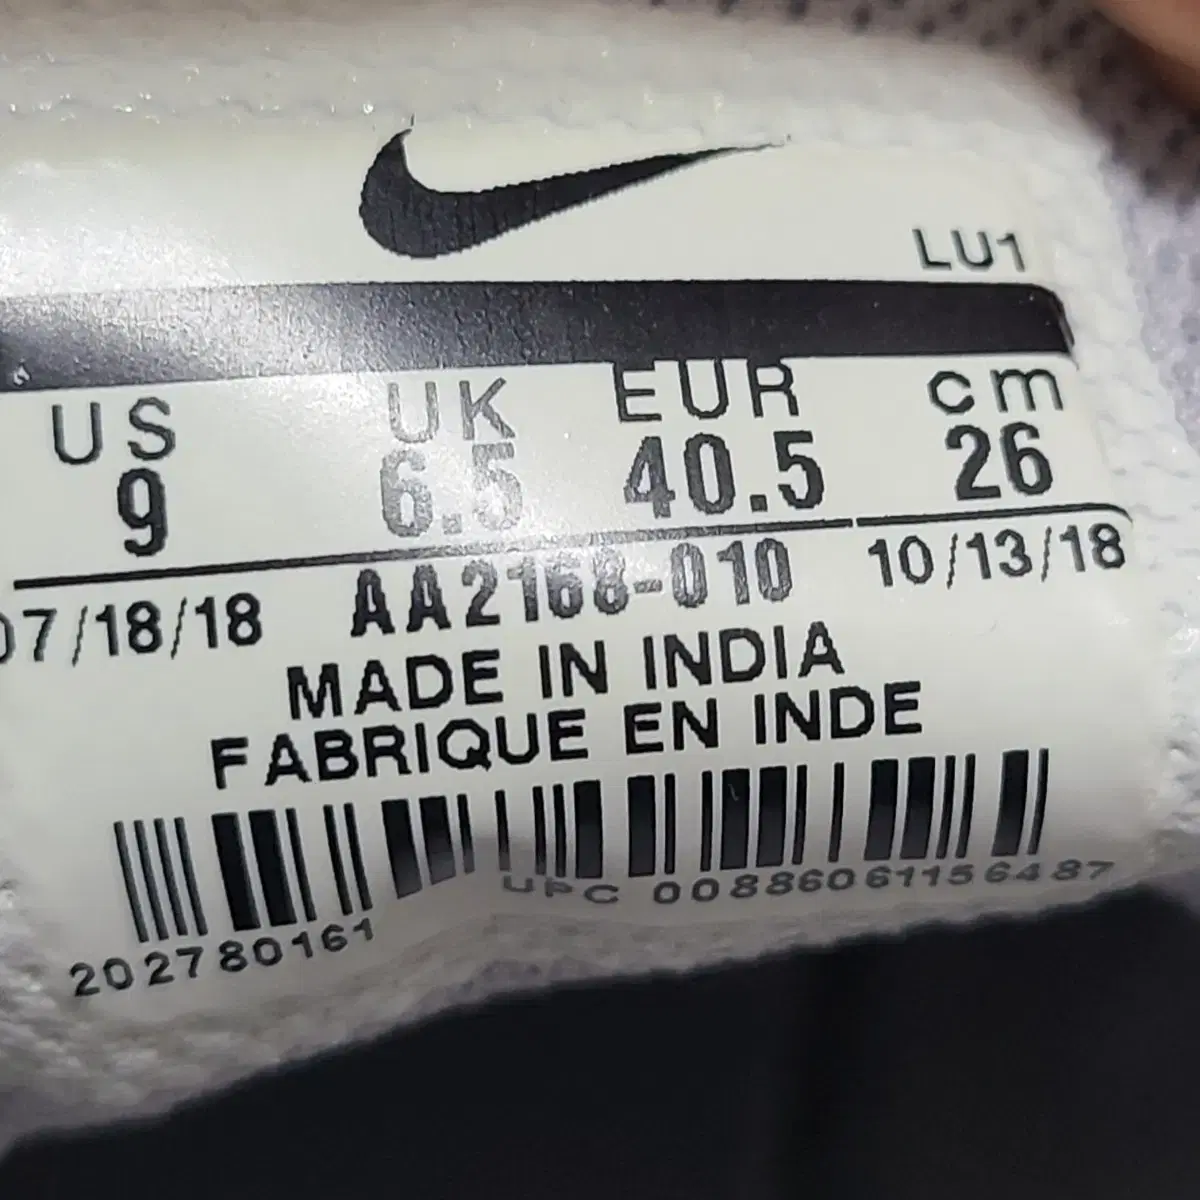 LU1
US UK EUR cm
9 6.5 40.5 26
07/18/18 AA2168-010 10/13/18
MADE IN INDIA
FABRIQUE EN INDE
UPC 00886061156487
202780161